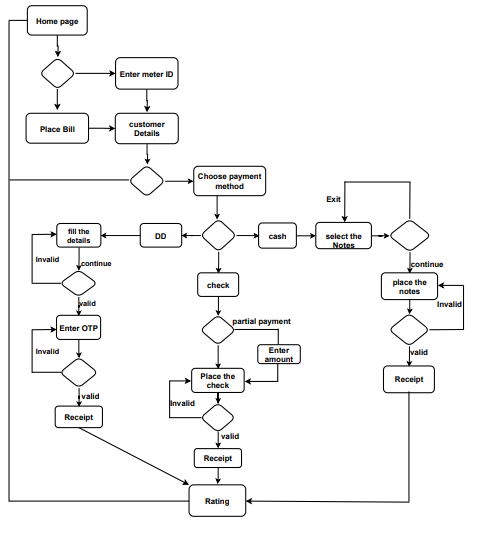 Home page
Enter meter ID
Place Bill
customer
Details
Choose payment
method
Exit
fill the
details
DD
cash
select the
Notes
Invalid
continue
check
continue
place the
notes
valid
Invalid
partial payment
Enter OTP
Invalid
Enter
amount
valid
Place the
check
Receipt
valid
Invalid
Receipt
valid
Receipt
Rating